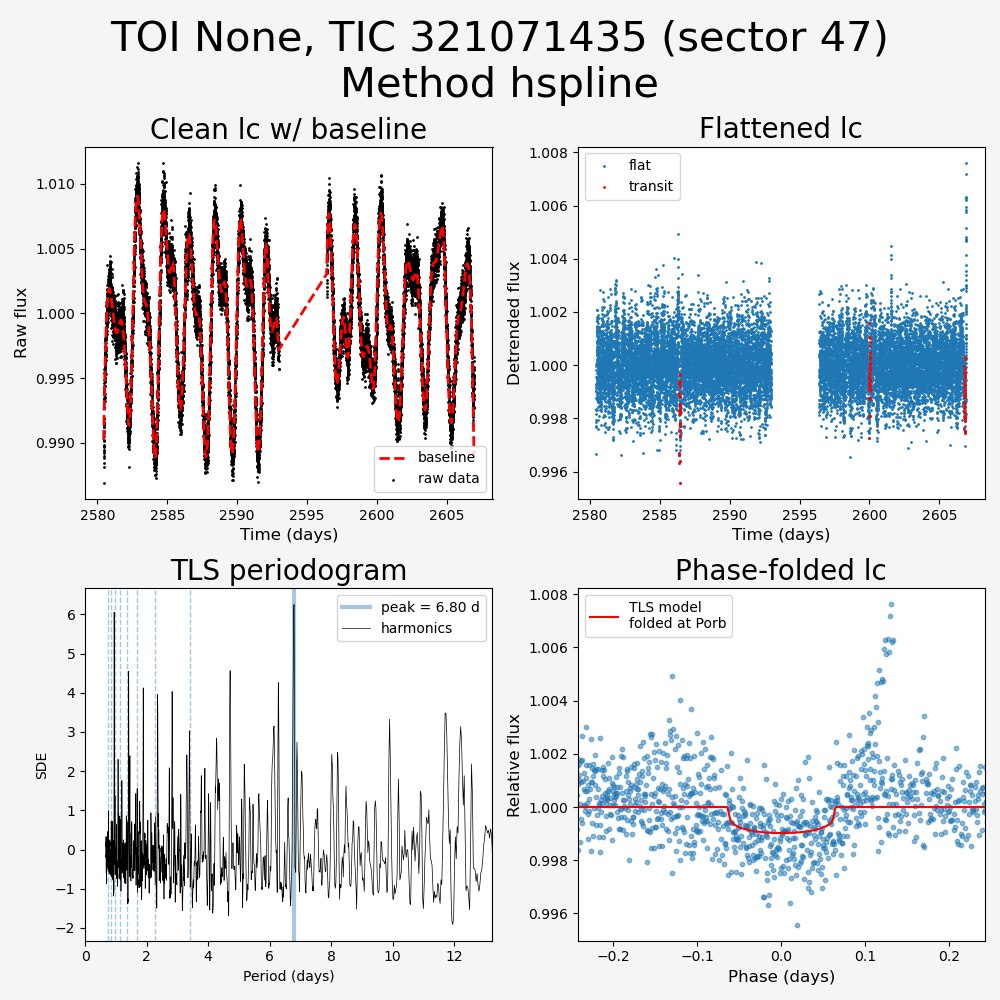 TOI None, TIC 321071435 (sector 47)
Method hspline
Clean lc w/ baseline
Flattened lc
Raw flux
1.010
1.005
1.000
0.995
0.990
baseline
raw data
2580
2585
2590
2595
2600
2605
Time (days)
Detrended flux
1.008
1.006
1.004
1.002
1.000
0.998
0.996
flat
transit
2580
2585
2590
2595
2600
2605
Time (days)
TLS periodogram
Phase-folded lc
SDE
6
5
4
3
2
1
0
−1
−2
peak = 6.80 d
harmonics
0
2
4
6
8
10
12
Period (days)
Relative flux
1.008
1.006
1.004
1.002
1.000
0.998
0.996
TLS model
folded at Porb
−0.2
−0.1
0.0
0.1
0.2
Phase (days)